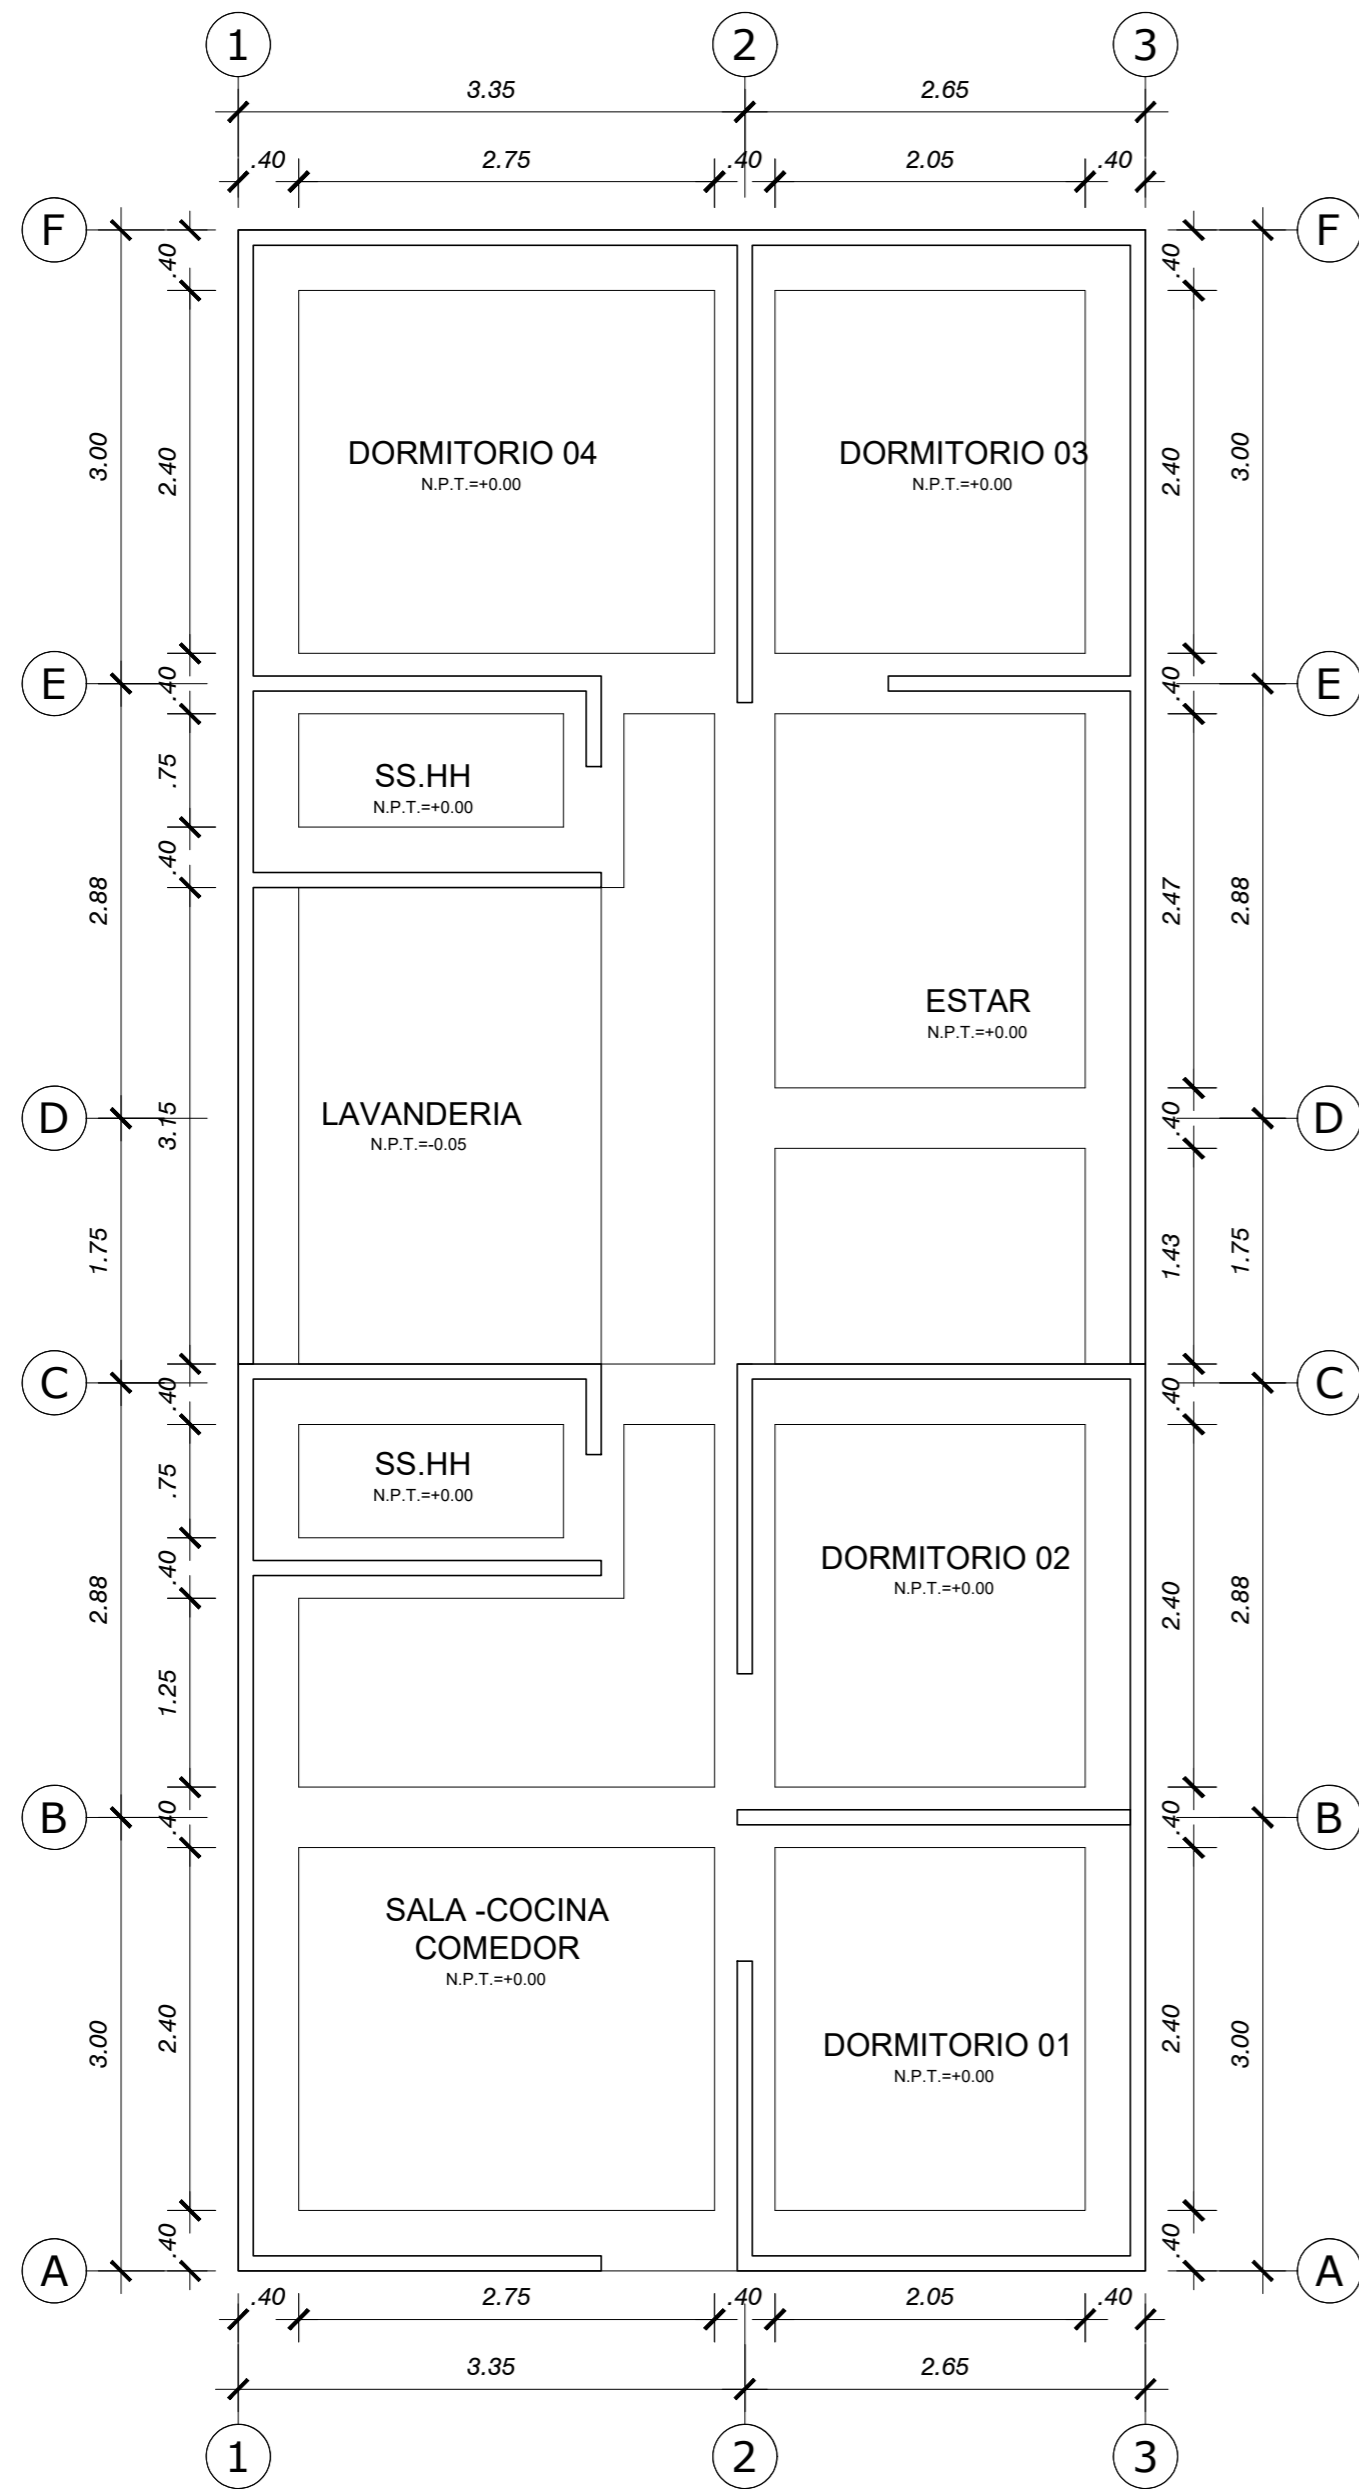 1 2 3
3.35 2.65
.40 2.75 .40 2.05 .40
F F
.40 .40
DORMITORIO 04 DORMITORIO 03
N.P.T.=+0.00 N.P.T.=+0.00
3.00 2.40 2.40 3.00
E .40 .40 E
SS.HH
.75
N.P.T.=+0.00
.40
2.88 2.47 2.88
ESTAR
N.P.T.=+0.00
LAVANDERIA
D 3.15 .40 D
N.P.T.=-0.05
1.75 1.43 1.75
C .40 .40 C
SS.HH
.75
N.P.T.=+0.00
DORMITORIO 02
.40
N.P.T.=+0.00
2.88 2.40 2.88
1.25
B .40 .40 B
SALA -COCINA
COMEDOR
N.P.T.=+0.00
3.00 2.40 2.40 3.00
DORMITORIO 01
N.P.T.=+0.00
.40 .40
A A
.40 2.75 .40 2.05 .40
3.35 2.65
1 2 3